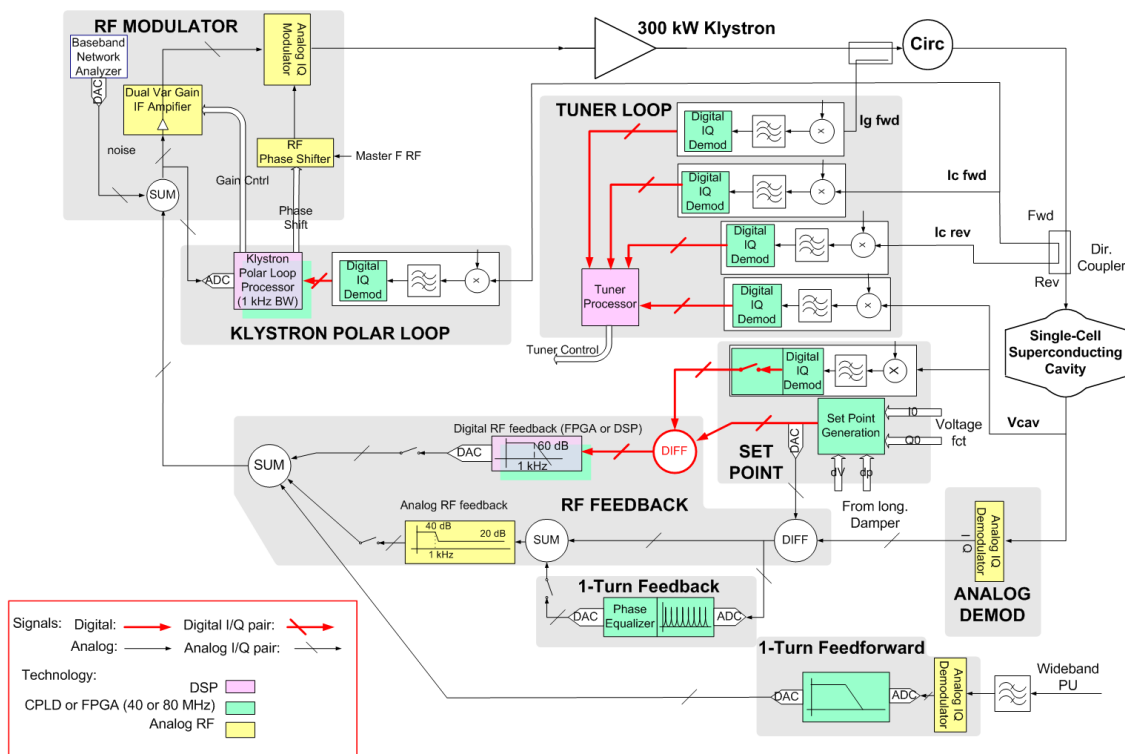 RF MODULATOR
Baseband
Network
Analyzer
DAC
Dual Var Gain
IF Ampifier
Analog IQ
Modulator
300 kW Klystron
Circ
noise
SUM
Gain Cntrl
RF
Phase Shifter
Master F RF
Phase
Shift
ADC
Klystron
Polar Loop
Processor
(1 kHz BW)
Digital
IQ
Demod
X
KLYSTRON POLAR LOOP
TUNER LOOP
Digital IQ
Demod
X
Ig fwd
Digital
IQ
Demod
X
Ic fwd
Digital
IQ
Demod
X
Ic rev
Tuner
Processor
Digital
IQ
Demod
X
Tuner Control
Fwd
Dir.
Coupler
Rev
Single-Cell
Superconducting
Cavity
Digital
IQ
Demod
X
Set Point
Generation
I0
Q0
Voltage
fct
Vcav
dV
dp
From long.
Damper
DAC
SET
POINT
Digital RF feedback (FPGA or DSP)
SUM
DAC
60 dB
1 kHz
DIFF
RF FEEDBACK
Analog RF feedback
40 dB
20 dB
1 kHz
SUM
DIFF
I Q
Analog IQ
Demodulator
ANALOG
DEMOD
1-Turn Feedback
DAC
Phase
Equalizer
ADC
1-Turn Feedforward
DAC
ADC
Analog IQ
Demodulator
Wideband
PU
Signals: Digital: Digital I/Q pair:
Analog: Analog I/Q pair:
Technology:
DSP
CPLD or FPGA (40 or 80 MHz)
Analog RF